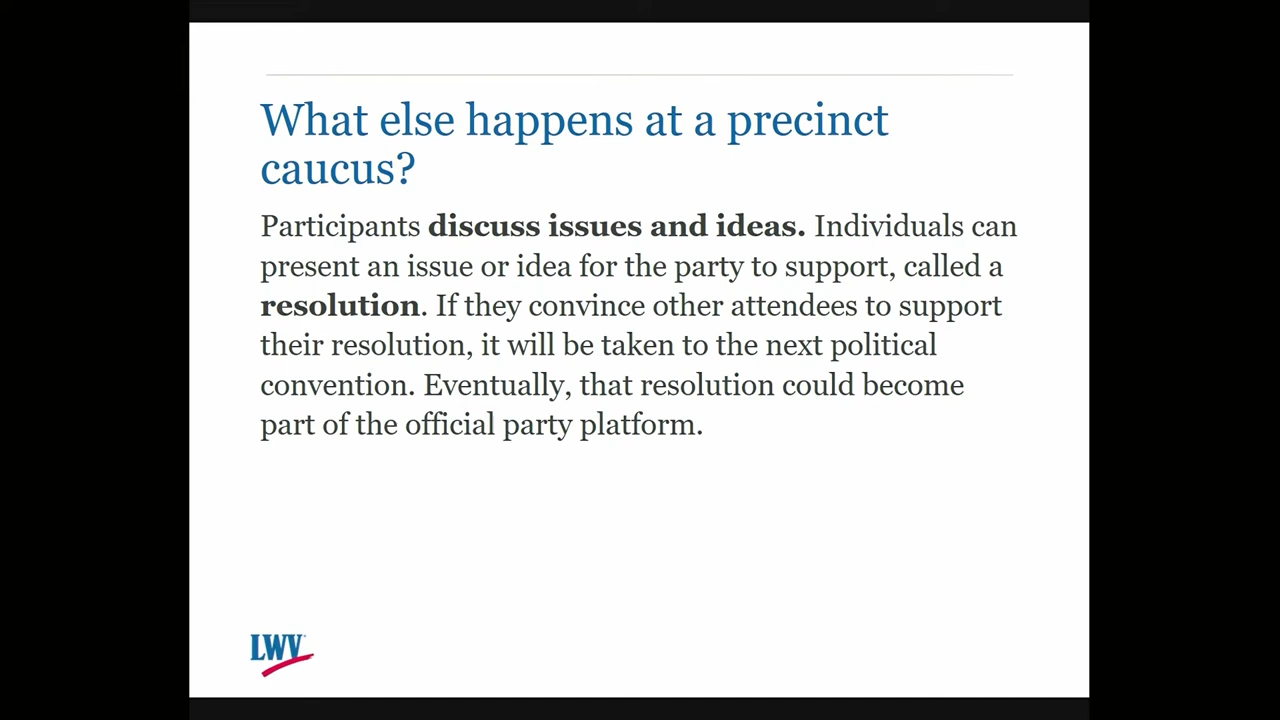 What else happens at a precinct
caucus?
Participants discuss issues and ideas. Individuals can
present an issue or idea for the party to support, called a
resolution. If they convince other attendees to support
their resolution, it will be taken to the next political
convention. Eventually, that resolution could become
part of the official party platform.
LWV